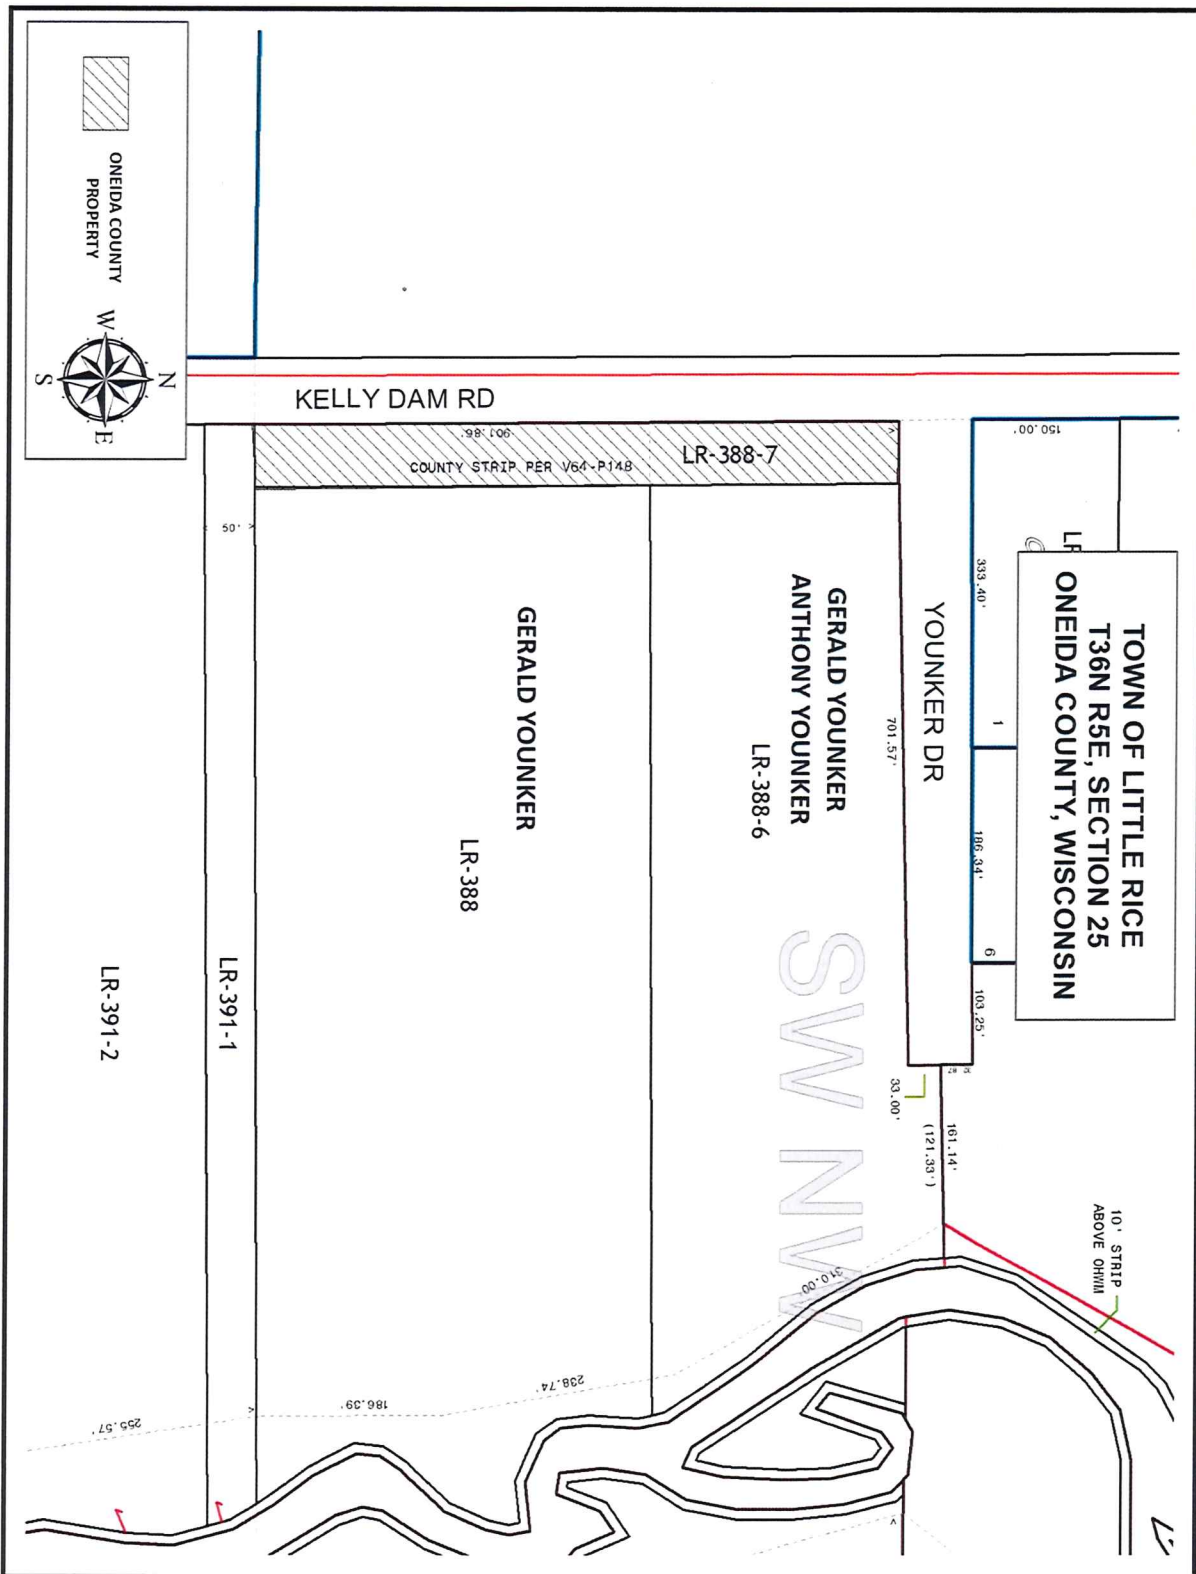 TOWN OF LITTLE RICE
T36N R5E, SECTION 25
ONEIDA COUNTY, WISCONSIN
150.00'
333.40'
1
186.34'
6
103.25'
YOUNKER DR
701.57'
33.00'
161.14'
(121.33')
10' STRIP
ABOVE OHWM
GERALD YOUNKER
ANTHONY YOUNKER
LR-388-6
SW NW
310.00'
LR-388-7
COUNTY STRIP PER V64-P148
901.86'
KELLY DAM RD
GERALD YOUNKER
LR-388
238.74'
186.39'
50.'
LR-391-1
255.57'
LR-391-2
ONEIDA COUNTY
PROPERTY
N
W
E
S